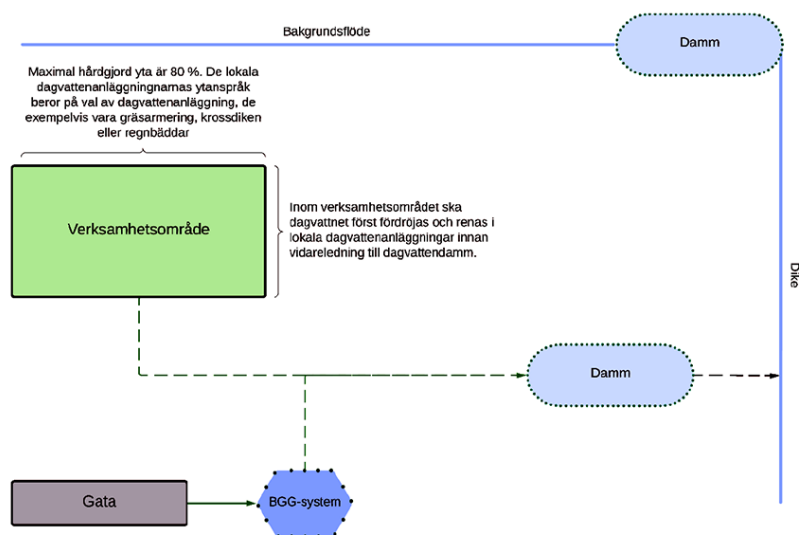 Bakgrundsflöde
Damm
Maximal hårdgjord yta är 80 %. De lokala
dagvattenanläggningnarnas ytanspråk
beror på val av dagvattenanläggning, de
exempelvis vara gräsarmering, krossdiken
eller regnbäddar
Verksamhetsområde
Inom verksamhetsområdet ska
dagvattnet först fördröjas och renas i
lokala dagvattenanläggningar innan
vidareledning till dagvattendamm.
Dike
Damm
Gata
BGG-system